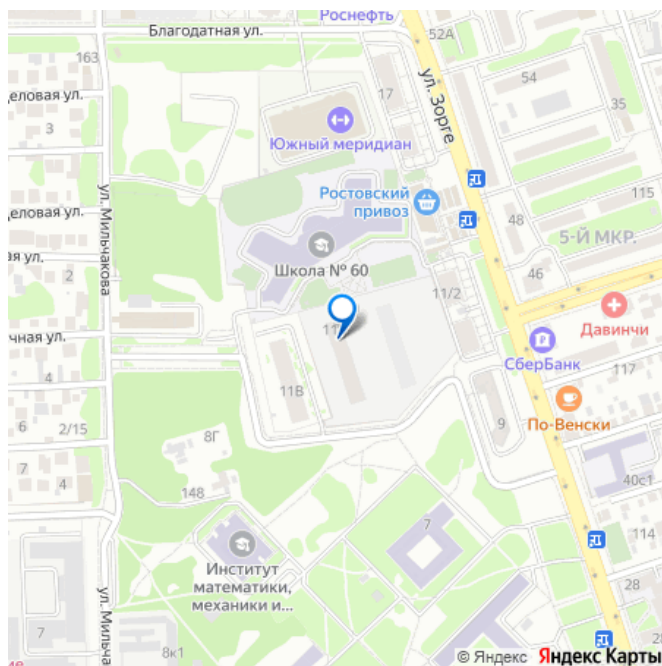 Роснефть
Благодатная ул.
52А
163
ул. Зорге
54
17
деловая ул.
35
3
Южный меридиан
115
Ростовский
привоз
деловая ул.
48
5-Й МКР.
ул. Мильчакова
Школа № 60
46
2
11/2
Давинчи
чная ул.
СберБанк
117
11В
4
По-Венски
6
2/15
8Г
9
7
4
148
40с1
7
114
Институт
математики,
механики и...
28
ул. Мильча
7
8к1
© Яндекс Яндекс Карты